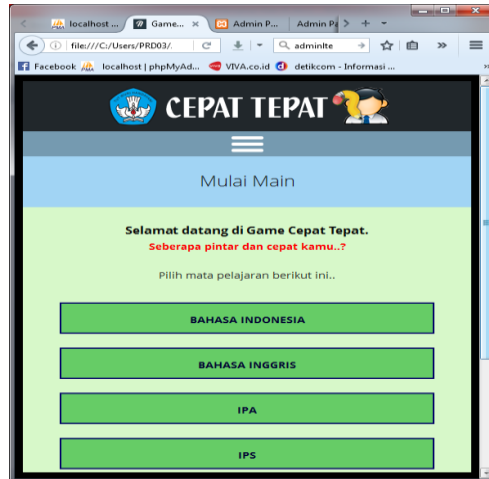 localhost ...
Game...
Admin P...
Admin Pa
file:///C:/Users/PRD03/.
adminlte
Facebook
localhost | phpMyAd...
VIVA.co.id
detikcom - Informasi ...
CEPAT TEPAT
Mulai Main
Selamat datang di Game Cepat Tepat.
Seberapa pintar dan cepat kamu..?
Pilih mata pelajaran berikut ini..
BAHASA INDONESIA
BAHASA INGGRIS
IPA
IPS